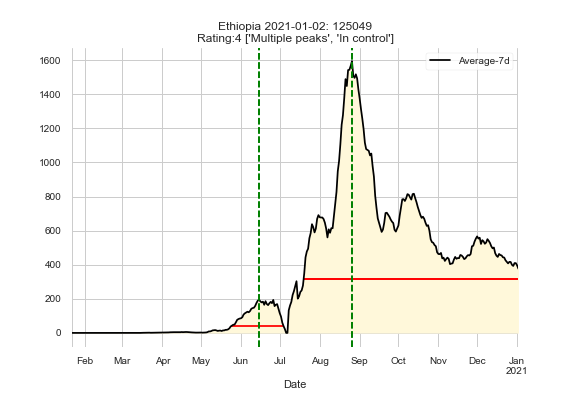 Ethiopia 2021-01-02: 125049
Rating:4 ['Multiple peaks', 'In control']
Average-7d
1600
1400
1200
1000
800
600
400
200
0
Feb Mar Apr May Jun Jul Aug Sep Oct Nov Dec Jan
2021
Date